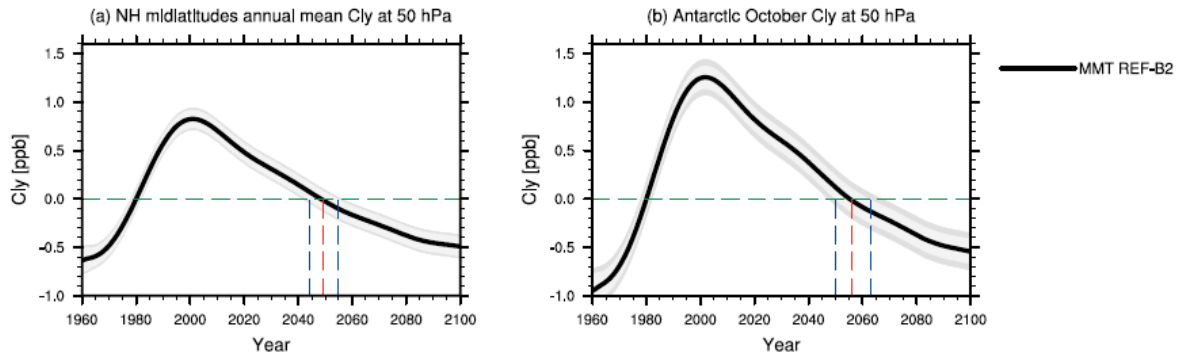 (a) NH midlatitudes annual mean Cly at 50 hPa
1.5
1.0
0.5
0.0
-0.5
-1.0
Cly [ppb]
1960 1980 2000 2020 2040 2060 2080 2100
Year
(b) Antarctic October Cly at 50 hPa
1.5
1.0
0.5
0.0
-0.5
-1.0
Cly [ppb]
1960 1980 2000 2020 2040 2060 2080 2100
Year
MMT REF-B2